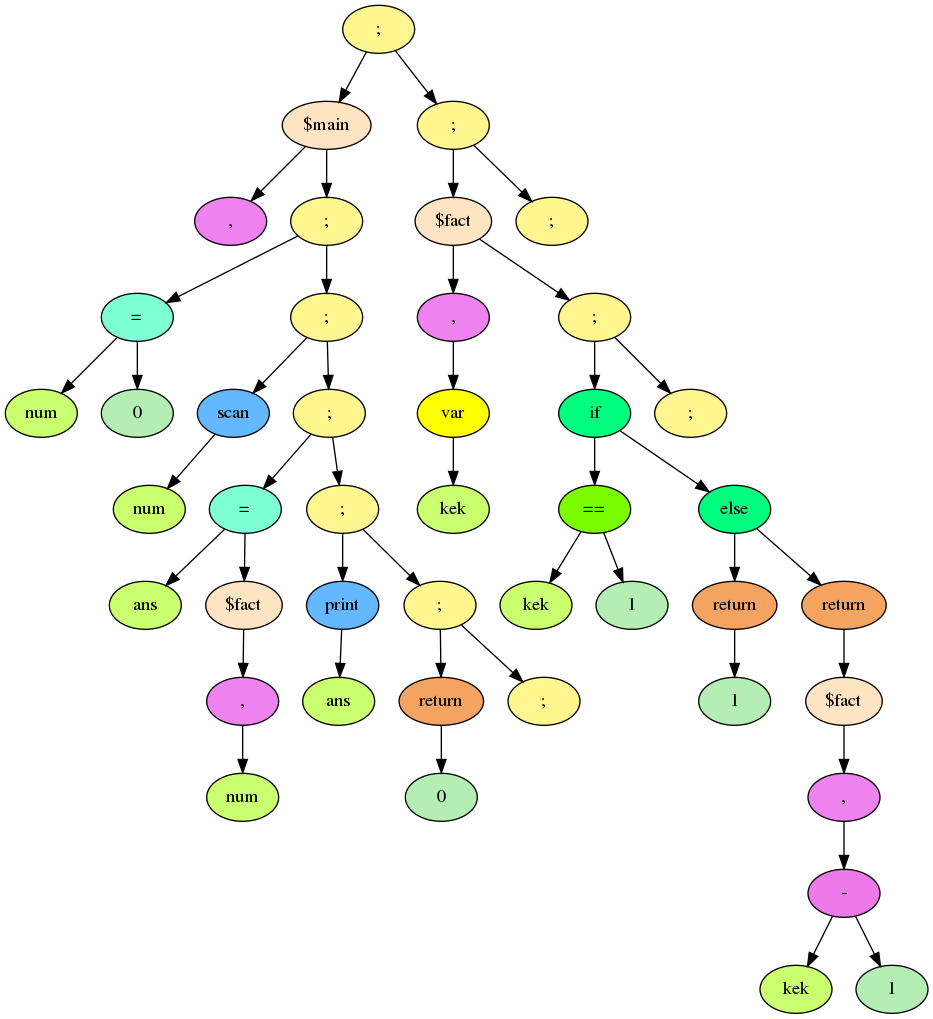 ;
$main ;
, ; $fact ;
= ; , ;
num 0 scan ; var if ;
num = ; kek == else
ans $fact print ; kek 1 return return
, ans return ; 1 $fact
num 0 ,
-
kek 1